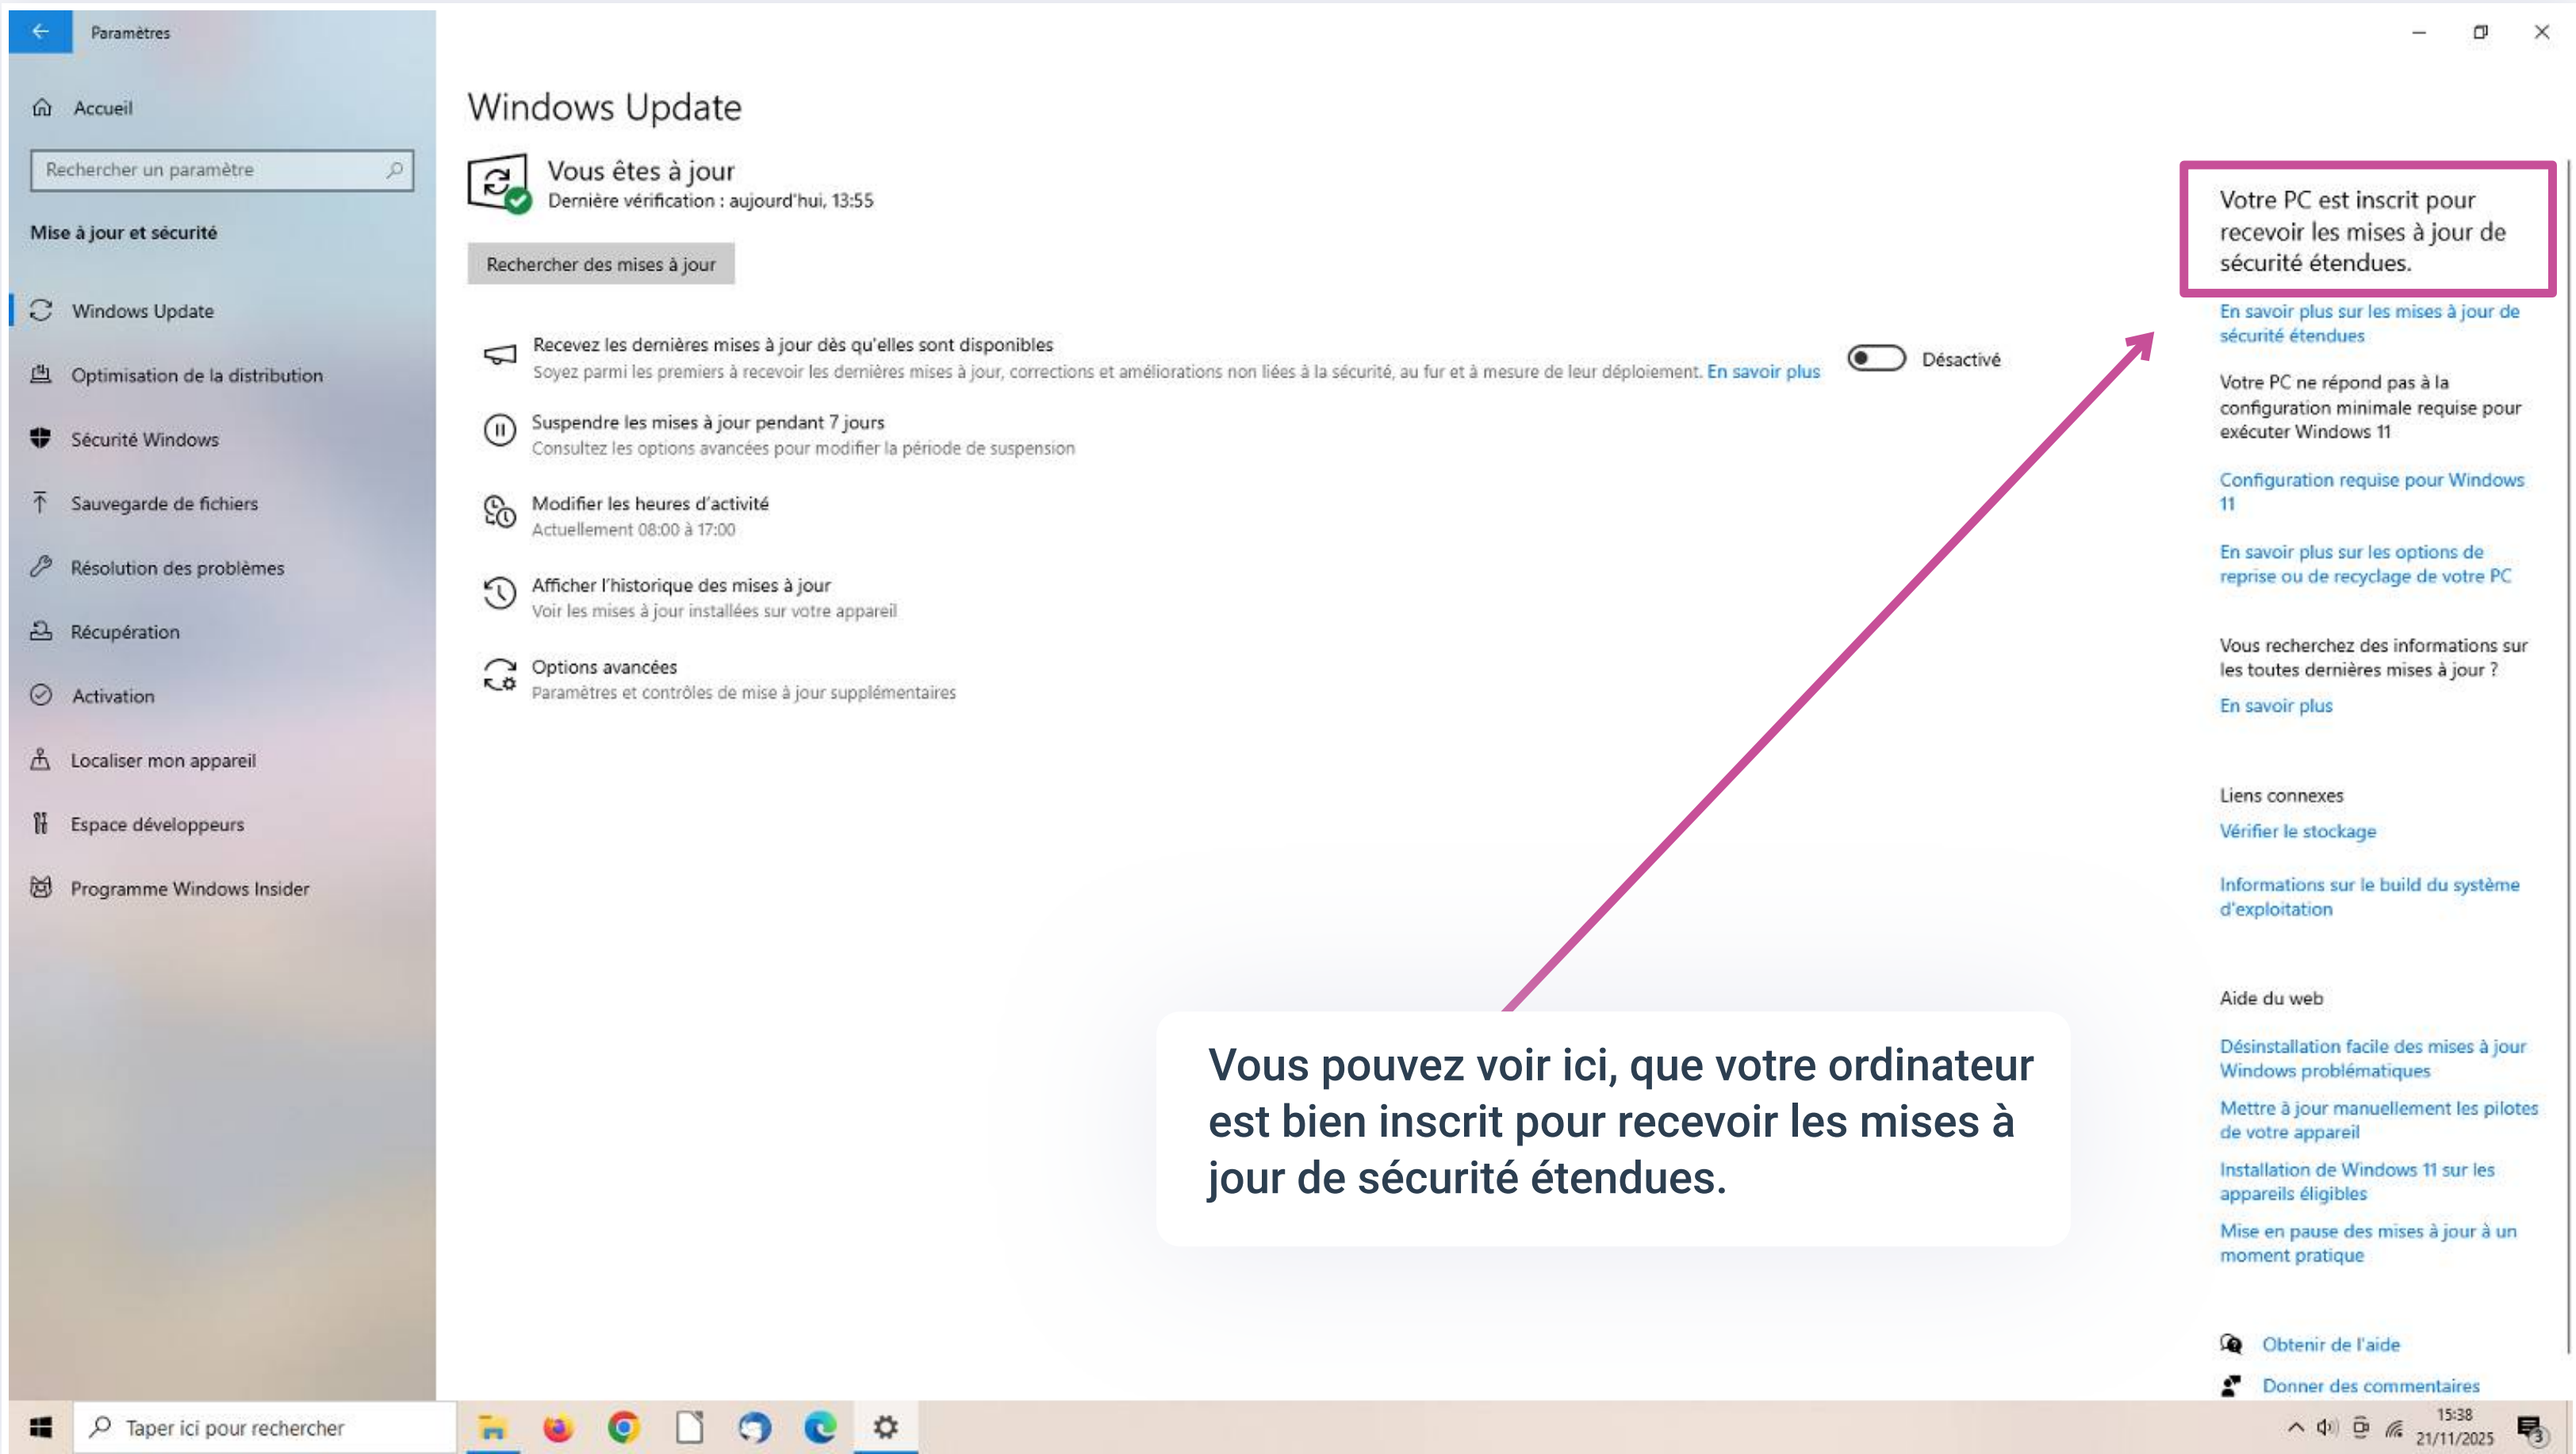 Paramètres
Accueil
Rechercher un paramètre
Mise à jour et sécurité
Windows Update
Optimisation de la distribution
Sécurité Windows
Sauvegarde de fichiers
Résolution des problèmes
Récupération
Activation
Localiser mon appareil
Espace développeurs
Programme Windows Insider
Windows Update
Vous êtes à jour
Dernière vérification : aujourd'hui, 13:55
Rechercher des mises à jour
Recevez les dernières mises à jour dès qu'elles sont disponibles
Soyez parmi les premiers à recevoir les dernières mises à jour, corrections et améliorations non liées à la sécurité, au fur et à mesure de leur déploiement. En savoir plus
Désactivé
Suspendre les mises à jour pendant 7 jours
Consultez les options avancées pour modifier la période de suspension
Modifier les heures d'activité
Actuellement 08:00 à 17:00
Afficher l'historique des mises à jour
Voir les mises à jour installées sur votre appareil
Options avancées
Paramètres et contrôles de mise à jour supplémentaires
Votre PC est inscrit pour
recevoir les mises à jour de
sécurité étendues.
En savoir plus sur les mises à jour de
sécurité étendues
Votre PC ne répond pas à la
configuration minimale requise pour
exécuter Windows 11
Configuration requise pour Windows
11
En savoir plus sur les options de
reprise ou de recyclage de votre PC
Vous recherchez des informations sur
les toutes dernières mises à jour ?
En savoir plus
Liens connexes
Vérifier le stockage
Informations sur le build du système
d'exploitation
Aide du web
Désinstallation facile des mises à jour
Windows problématiques
Mettre à jour manuellement les pilotes
de votre appareil
Installation de Windows 11 sur les
appareils éligibles
Mise en pause des mises à jour à un
moment pratique
Obtenir de l'aide
Donner des commentaires
Vous pouvez voir ici, que votre ordinateur
est bien inscrit pour recevoir les mises à
jour de sécurité étendues.
Taper ici pour rechercher
15:38
21/11/2025
3